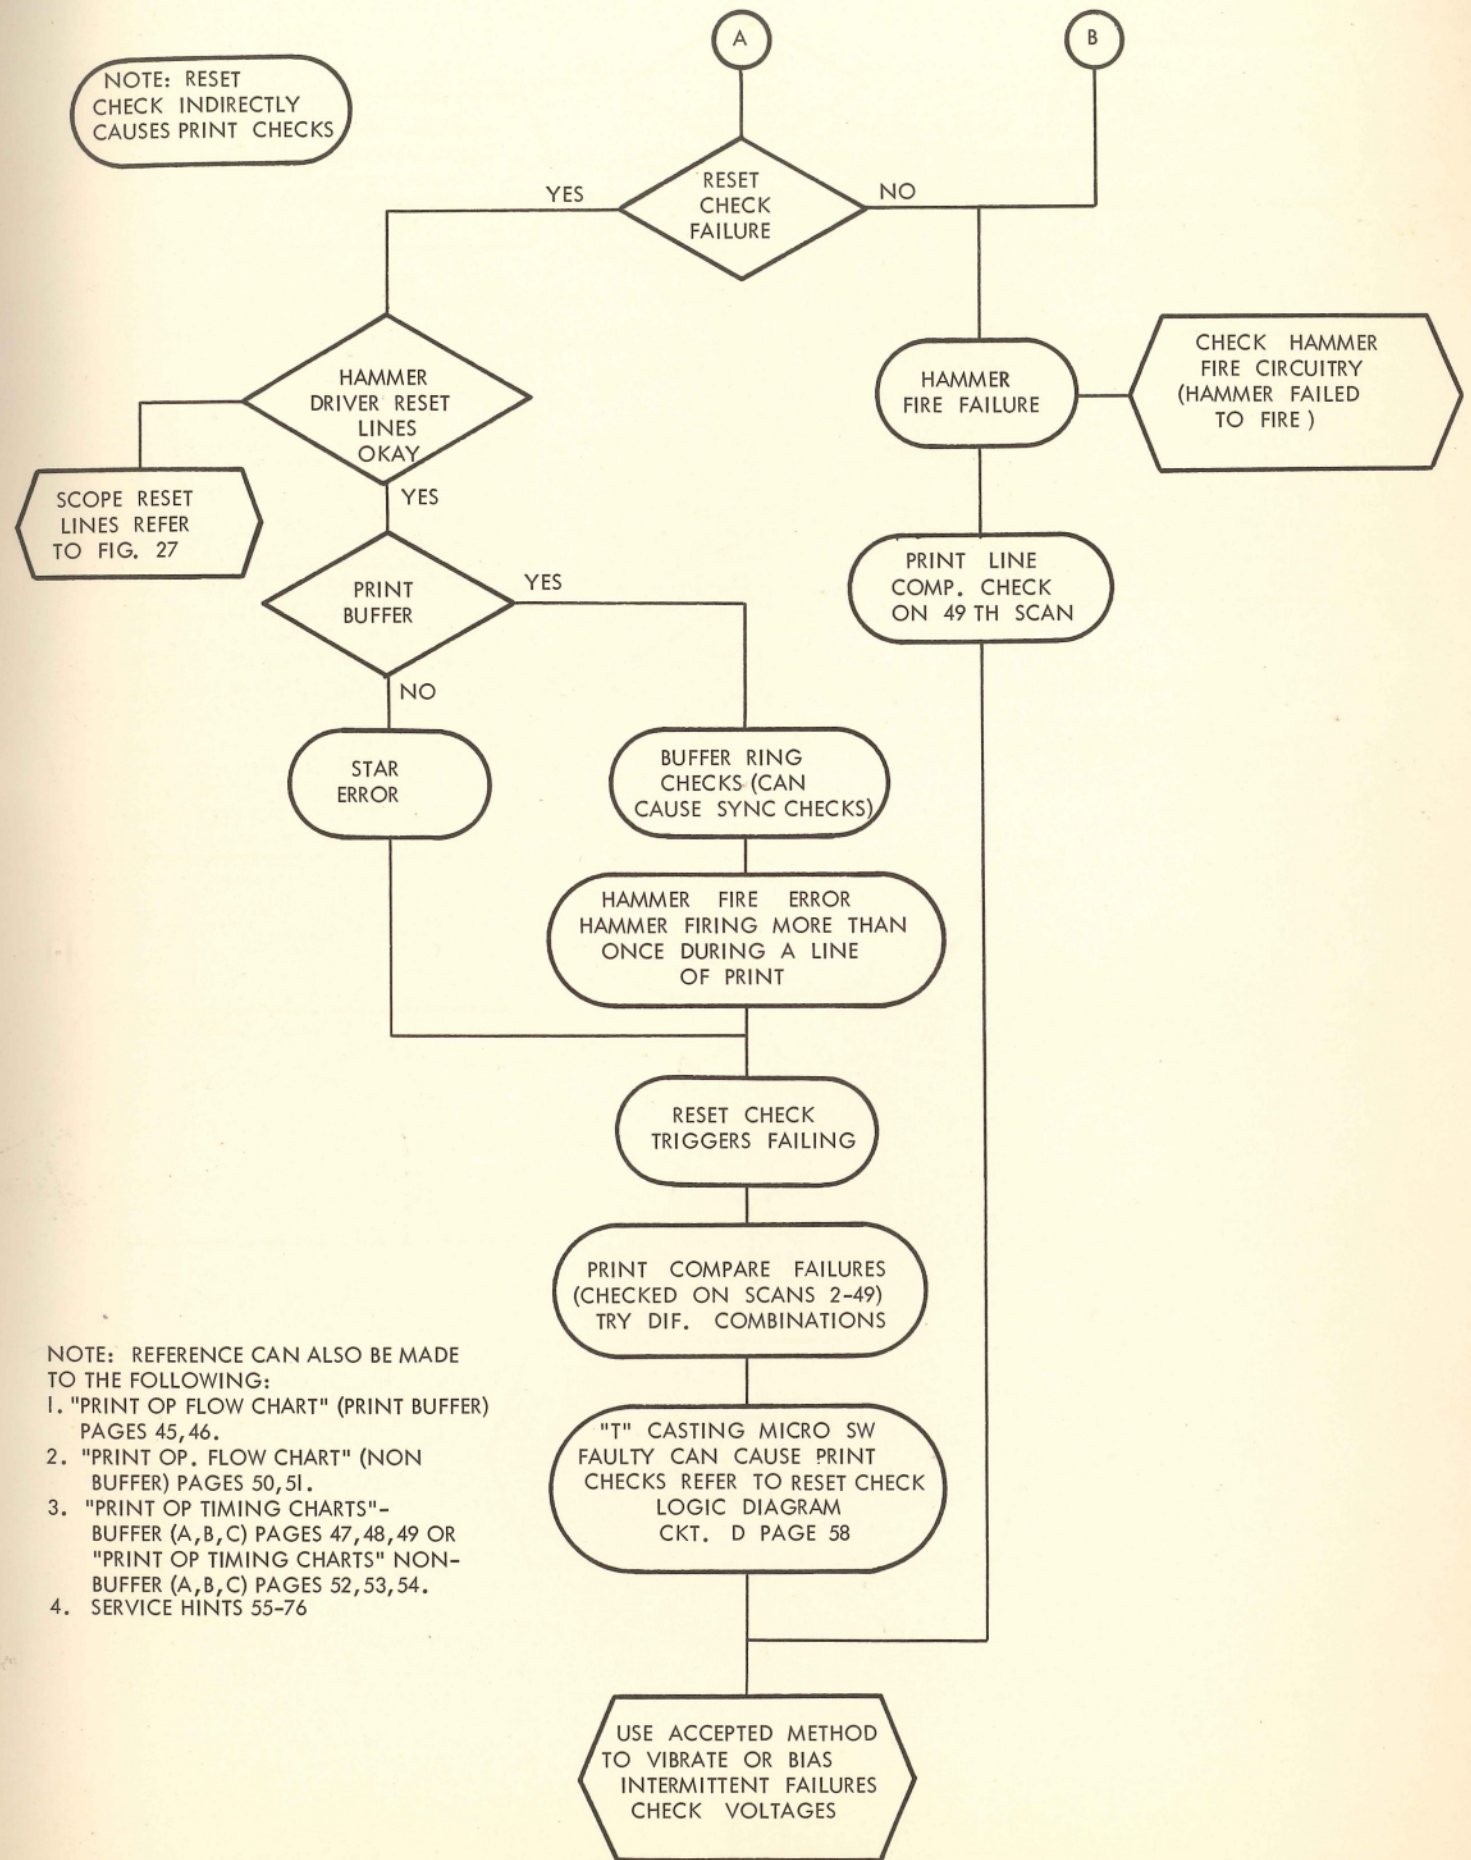 A
B
NOTE: RESET
CHECK INDIRECTLY
CAUSES PRINT CHECKS
RESET
CHECK
FAILURE
YES
NO
HAMMER
DRIVER RESET
LINES
OKAY
HAMMER
FIRE FAILURE
CHECK HAMMER
FIRE CIRCUITRY
(HAMMER FAILED
TO FIRE)
SCOPE RESET
LINES REFER
TO FIG. 27
YES
PRINT
BUFFER
YES
NO
PRINT LINE
COMP. CHECK
ON 49 TH SCAN
STAR
ERROR
BUFFER RING
CHECKS (CAN
CAUSE SYNC CHECKS)
HAMMER FIRE ERROR
HAMMER FIRING MORE THAN
ONCE DURING A LINE
OF PRINT
RESET CHECK
TRIGGERS FAILING
PRINT COMPARE FAILURES
(CHECKED ON SCANS 2-49)
TRY DIF. COMBINATIONS
"T" CASTING MICRO SW
FAULTY CAN CAUSE PRINT
CHECKS REFER TO RESET CHECK
LOGIC DIAGRAM
CKT. D PAGE 58
NOTE: REFERENCE CAN ALSO BE MADE
TO THE FOLLOWING:
1. "PRINT OP FLOW CHART" (PRINT BUFFER)
PAGES 45,46.
2. "PRINT OP. FLOW CHART" (NON
BUFFER) PAGES 50,51.
3. "PRINT OP TIMING CHARTS"-
BUFFER (A,B,C) PAGES 47,48,49 OR
"PRINT OP TIMING CHARTS" NON-
BUFFER (A,B,C) PAGES 52,53,54.
4. SERVICE HINTS 55-76
USE ACCEPTED METHOD
TO VIBRATE OR BIAS
INTERMITTENT FAILURES
CHECK VOLTAGES